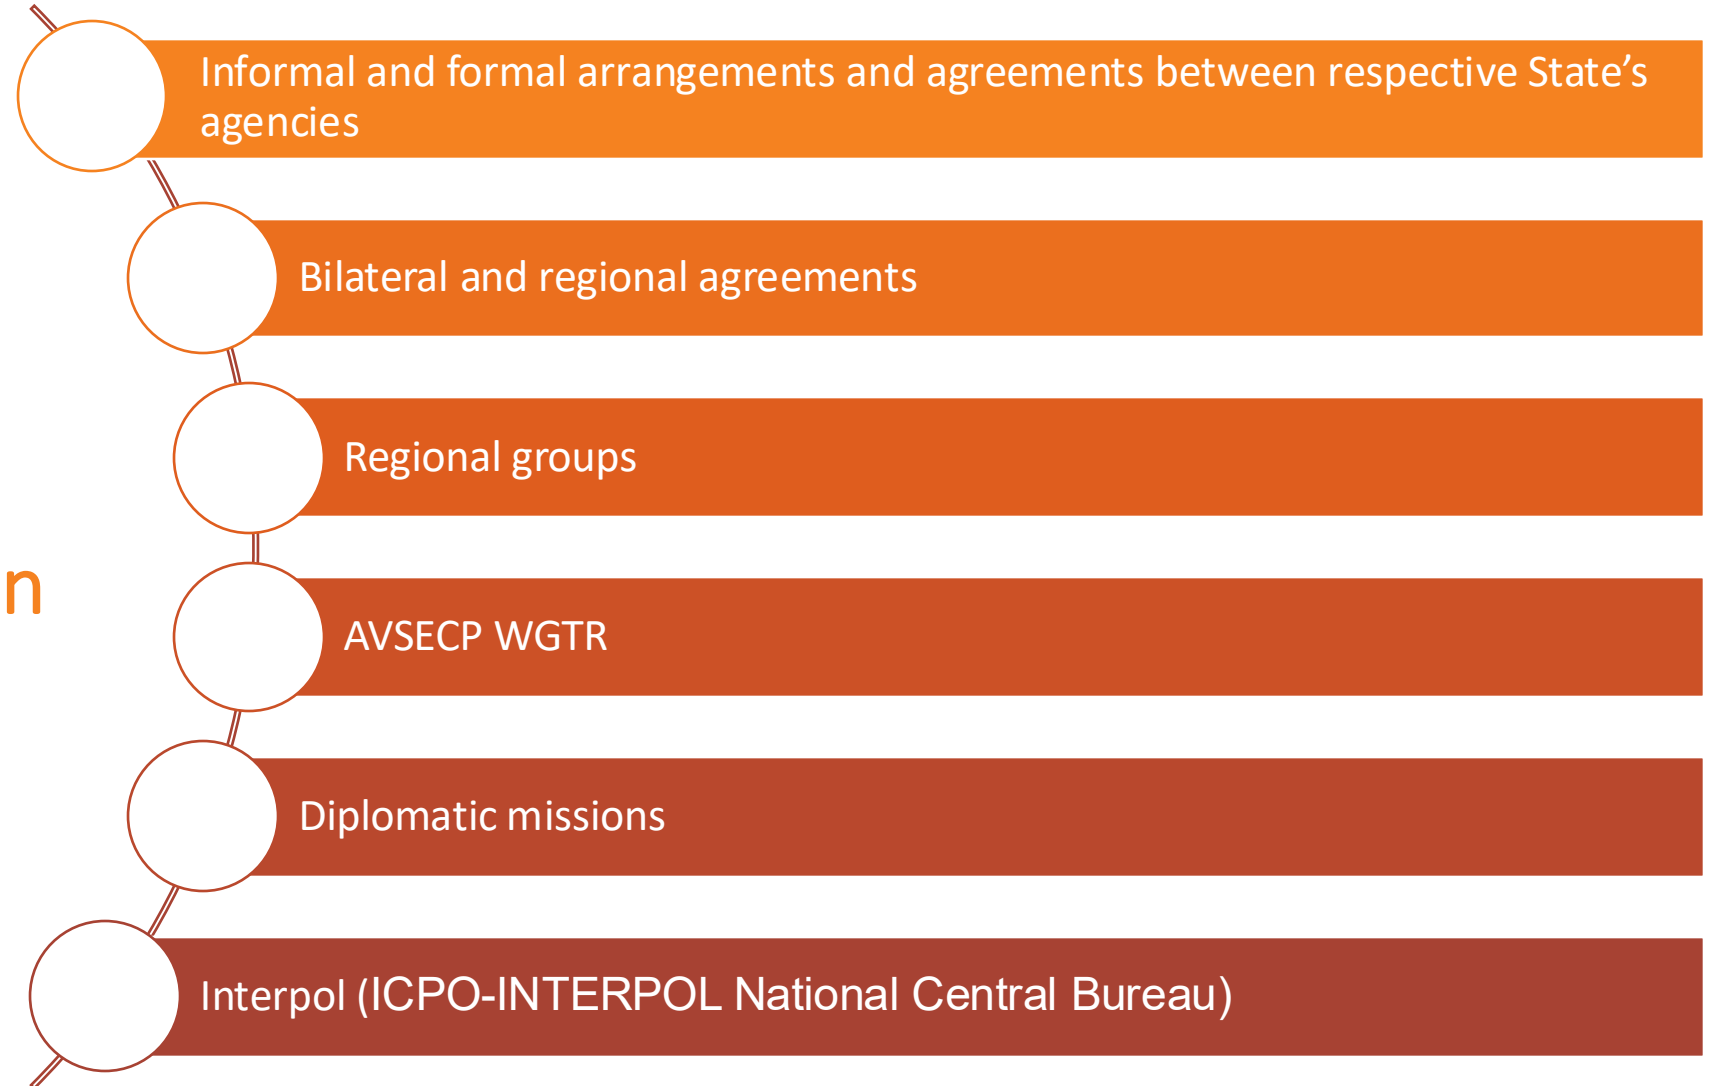 Informal and formal arrangements and agreements between respective State’s
agencies
Bilateral and regional agreements
Regional groups
n
AVSECP WGTR
Diplomatic missions
Interpol (ICPO-INTERPOL National Central Bureau)